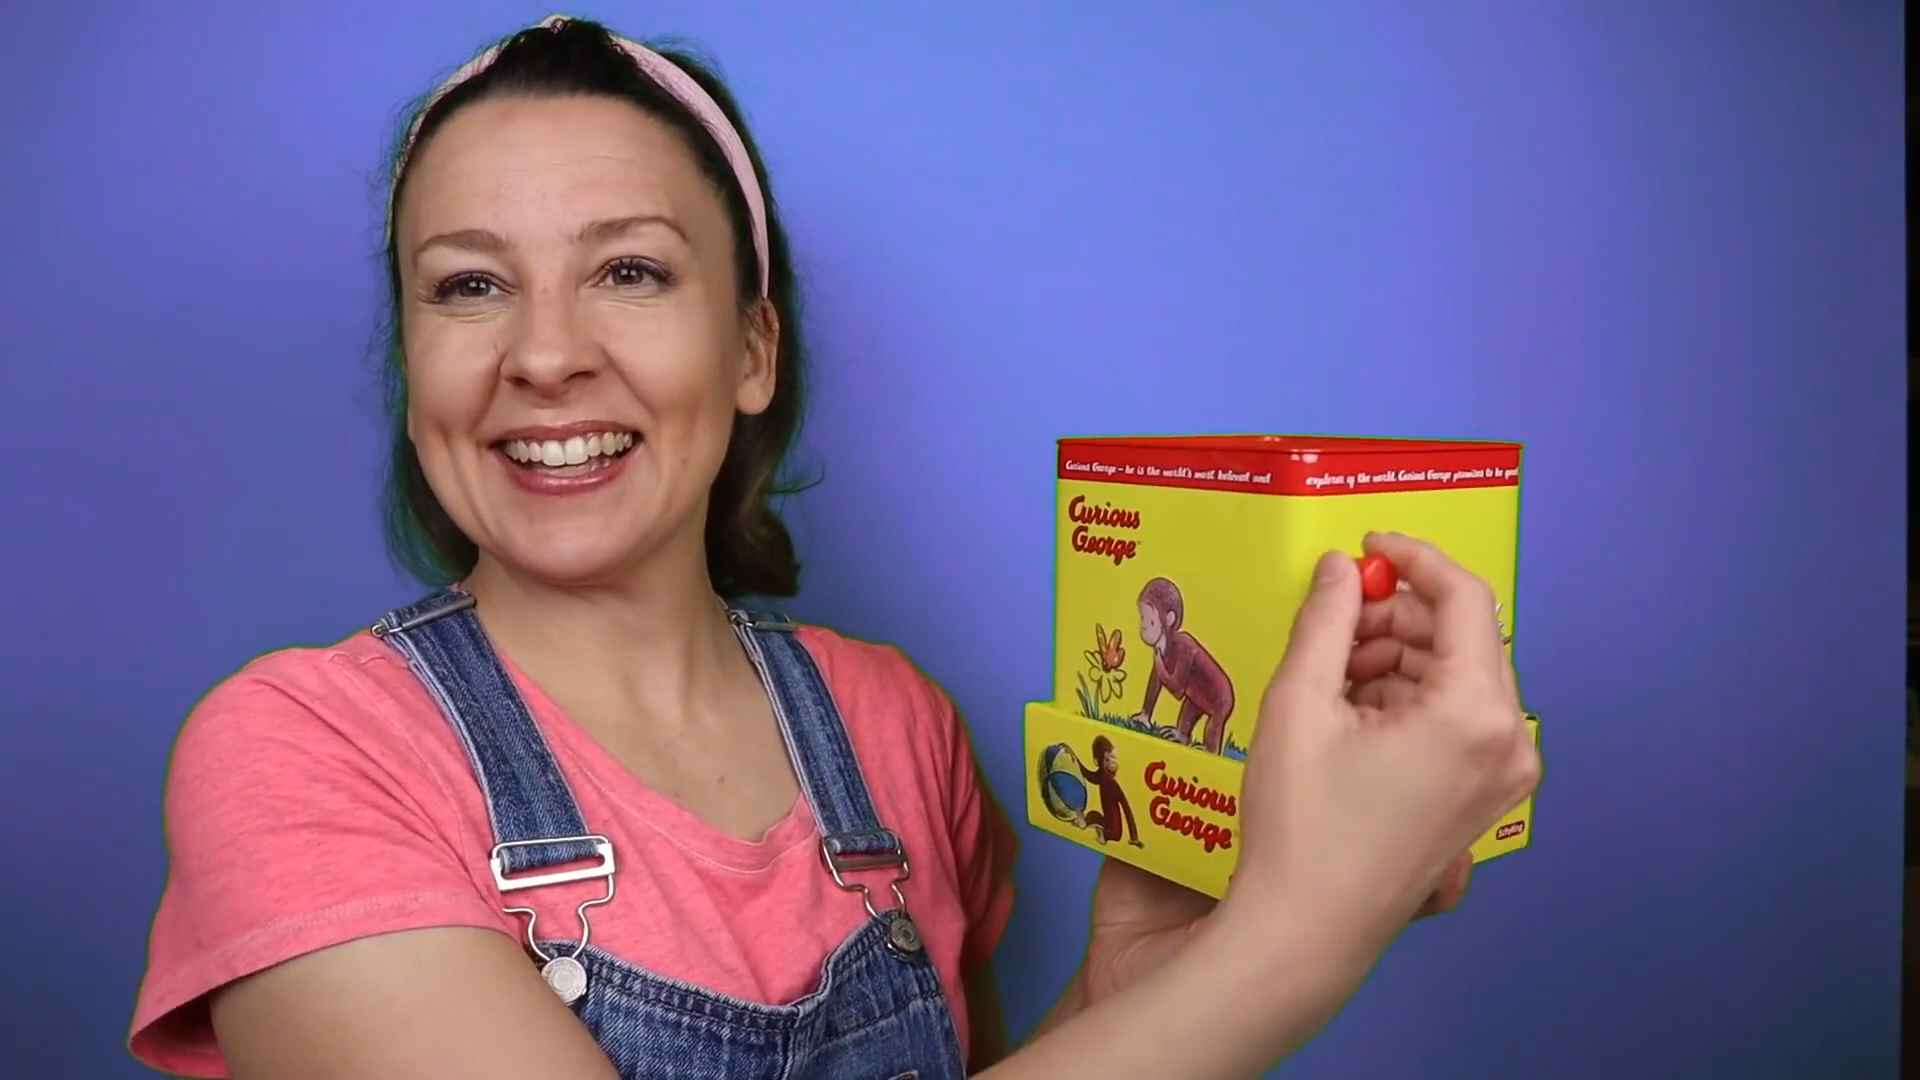 Curious George – he is the world's most beloved and
explorer of the world. Curious George promises to be good
Curious
George
Curious
George
Schylling